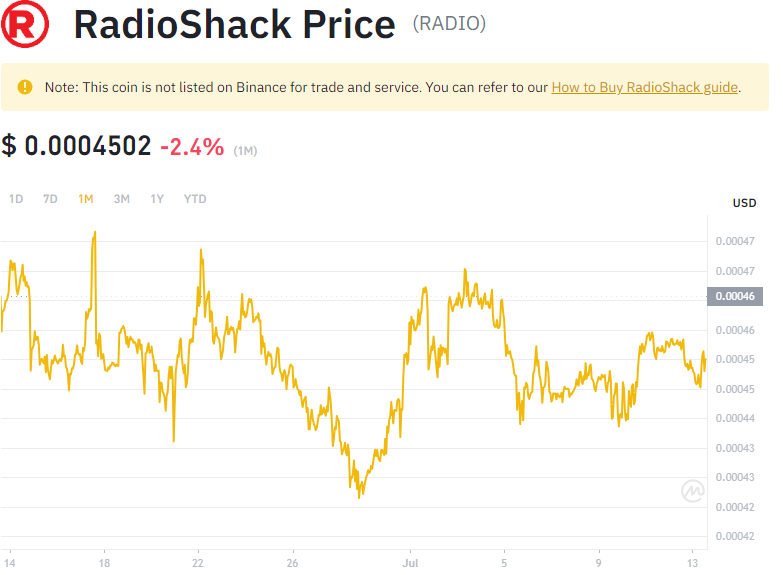 R
RadioShack Price (RADIO)
Note: This coin is not listed on Binance for trade and service. You can refer to our How to Buy RadioShack guide.
$ 0.0004502 -2.4% (1M)
1D 7D 1M 3M 1Y YTD
USD
0.00047
0.00047
0.00046
0.00046
0.00045
0.00045
0.00044
0.00043
0.00043
0.00042
0.00042
14 18 22 26 Jul 5 9 13